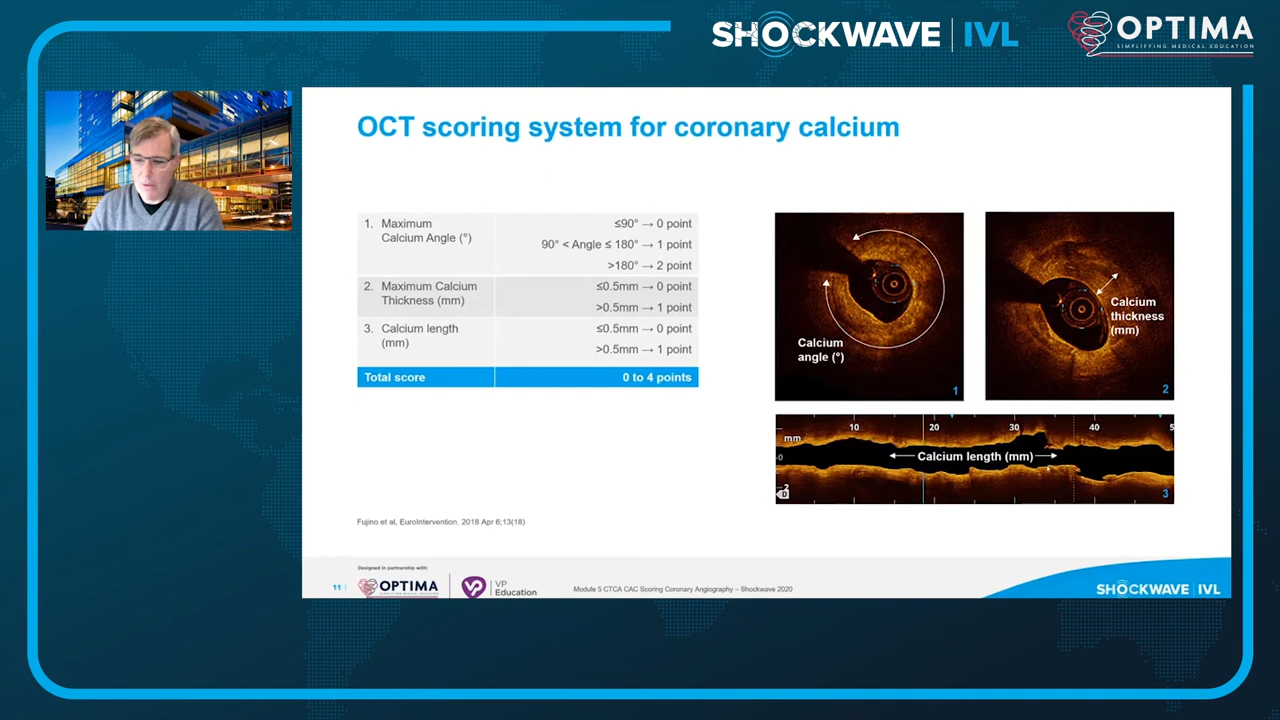 SHOCKWAVE | IVL
OPTIMA
SIMPLIFYING MEDICAL EDUCATION
OCT scoring system for coronary calcium
1. Maximum
Calcium Angle (°)
≤90° → 0 point
90° < Angle ≤ 180° → 1 point
>180° → 2 point
2. Maximum Calcium
Thickness (mm)
≤0.5mm → 0 point
>0.5mm → 1 point
3. Calcium length
(mm)
≤0.5mm → 0 point
>0.5mm → 1 point
Total score
0 to 4 points
Calcium
angle (°)
1
Calcium
thickness
(mm)
2
10 20 30 40 5
mm
0
Calcium length (mm)
2
3
Fujino et al, EuroIntervention. 2018 Apr 6;13(18)
Designed in partnership with:
11
OPTIMA
VP
Education
Module 5 CTCA CAC Scoring Coronary Angiography – Shockwave 2020
SHOCKWAVE | IVL